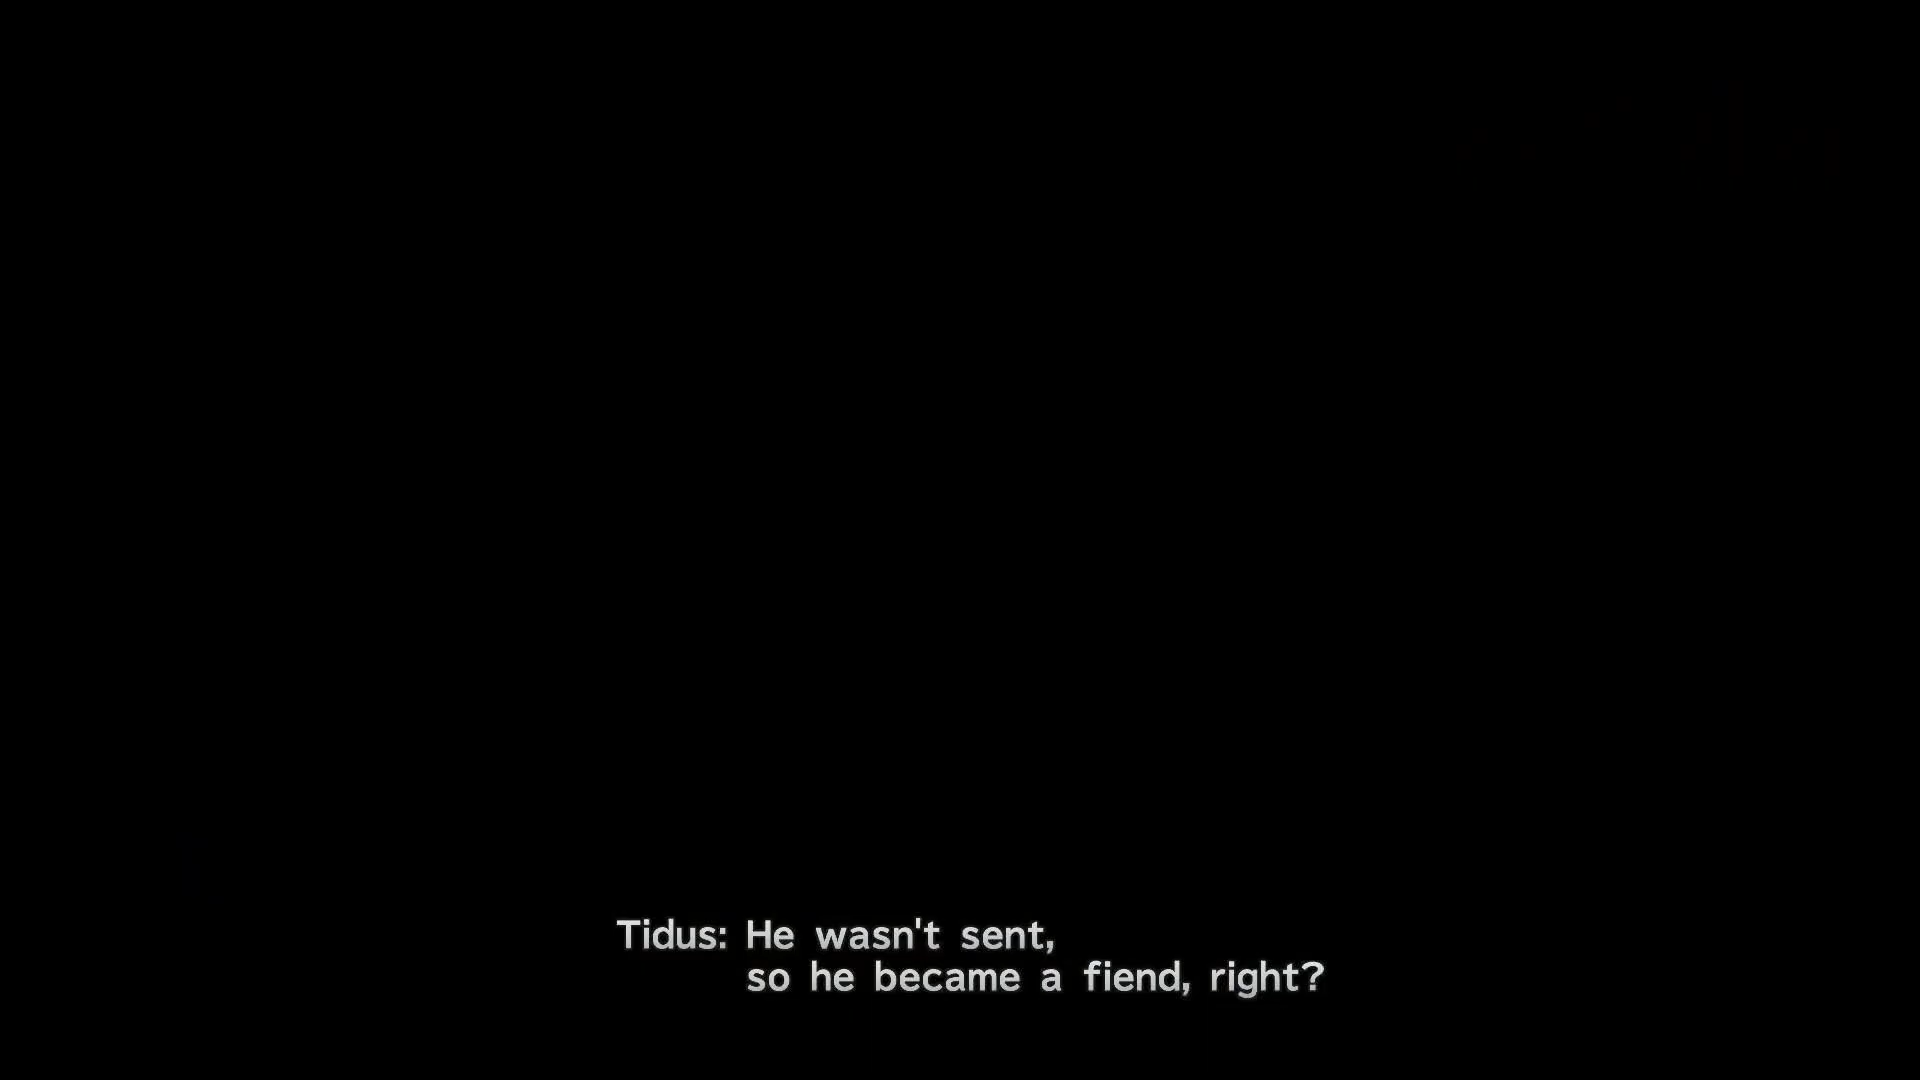 Tidus: He wasn't sent,
so he became a fiend, right?